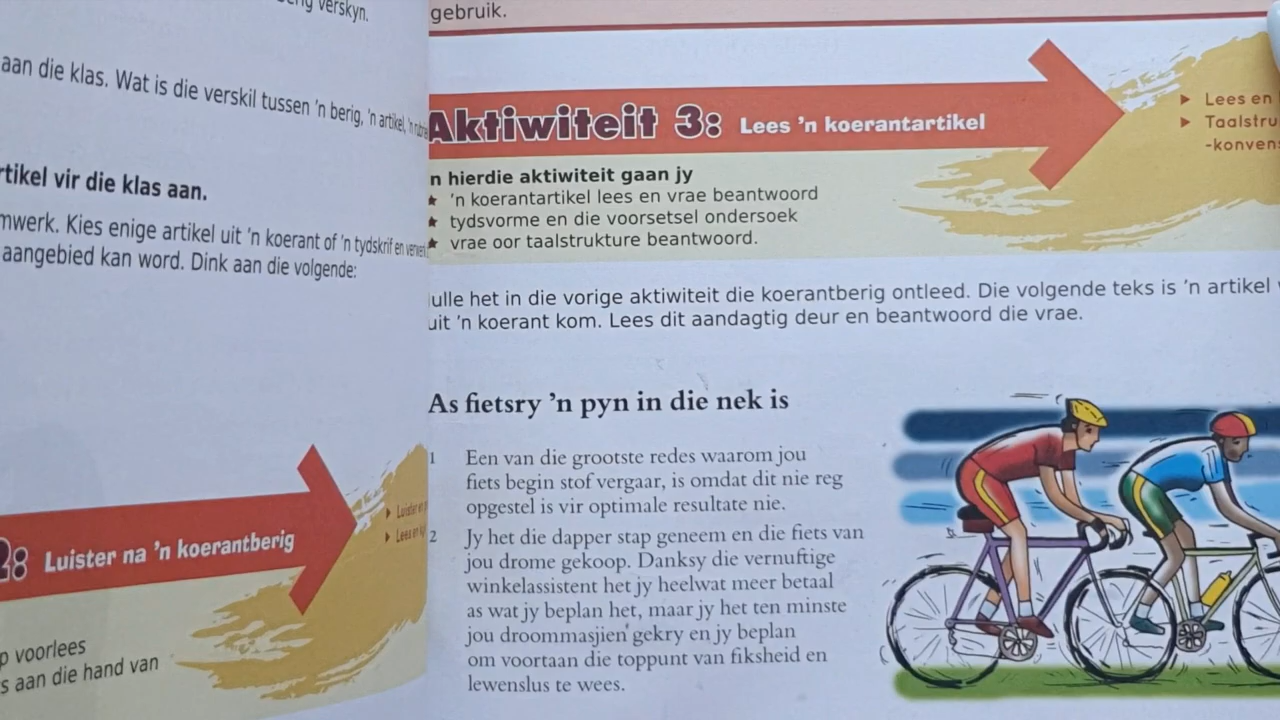 verskyn.
aan die klas. Wat is die verskil tussen 'n berig, 'n artikel,
rtikel vir die klas aan.
mwerk. Kies enige artikel uit 'n koerant of 'n tydskrif en
aangebied kan word. Dink aan die volgende:
2: Luister na 'n koerantberig
Luister en
Lees en
p voorlees
s aan die hand van
gebruik.
Aktiwiteit 3: Lees 'n koerantartikel
Lees en
Taalstru
-konvens
n hierdie aktiwiteit gaan jy
★ 'n koerantartikel lees en vrae beantwoord
★ tydsvorme en die voorsetsel ondersoek
★ vrae oor taalstrukture beantwoord.
ulle het in die vorige aktiwiteit die koerantberig ontleed. Die volgende teks is 'n artikel
uit 'n koerant kom. Lees dit aandagtig deur en beantwoord die vrae.
As fietsry 'n pyn in die nek is
1 Een van die grootste redes waarom jou
fiets begin stof vergaar, is omdat dit nie reg
opgestel is vir optimale resultate nie.
2 Jy het die dapper stap geneem en die fiets van
jou drome gekoop. Danksy die vernuftige
winkelassistent het jy heelwat meer betaal
as wat jy beplan het, maar jy het ten minste
jou droommasjien gekry en jy beplan
om voortaan die toppunt van fiksheid en
lewenslus te wees.